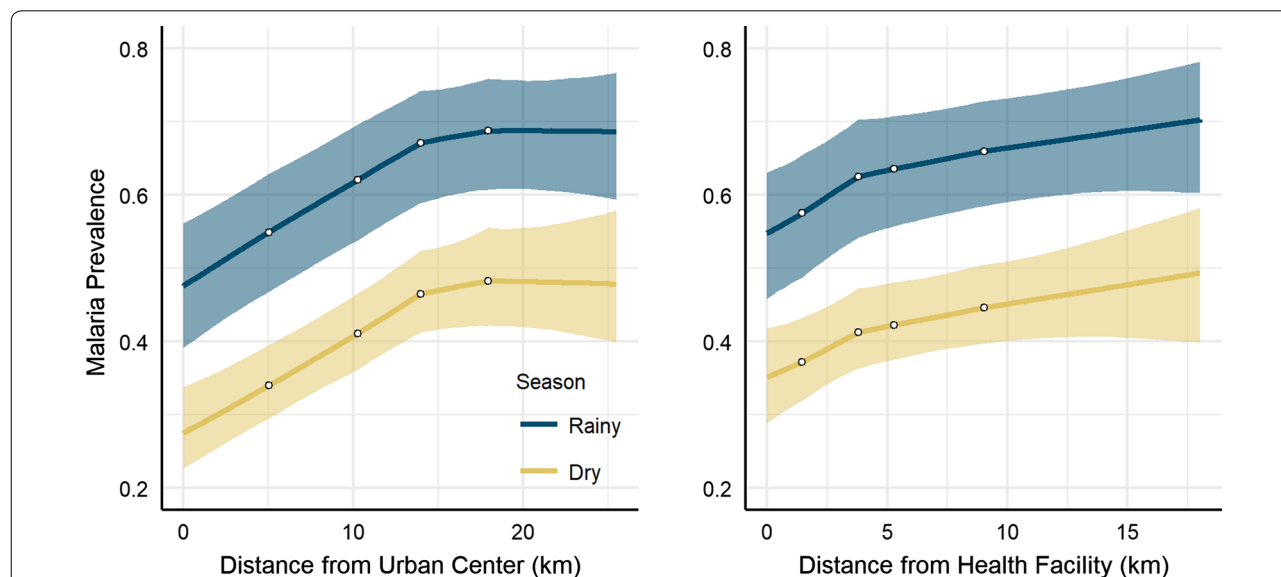 Malaria Prevalence
0.8
0.6
0.4
0.2
0
10
20
Distance from Urban Center (km)
Season
Rainy
Dry
0.8
0.6
0.4
0.2
0
5
10
15
Distance from Health Facility (km)